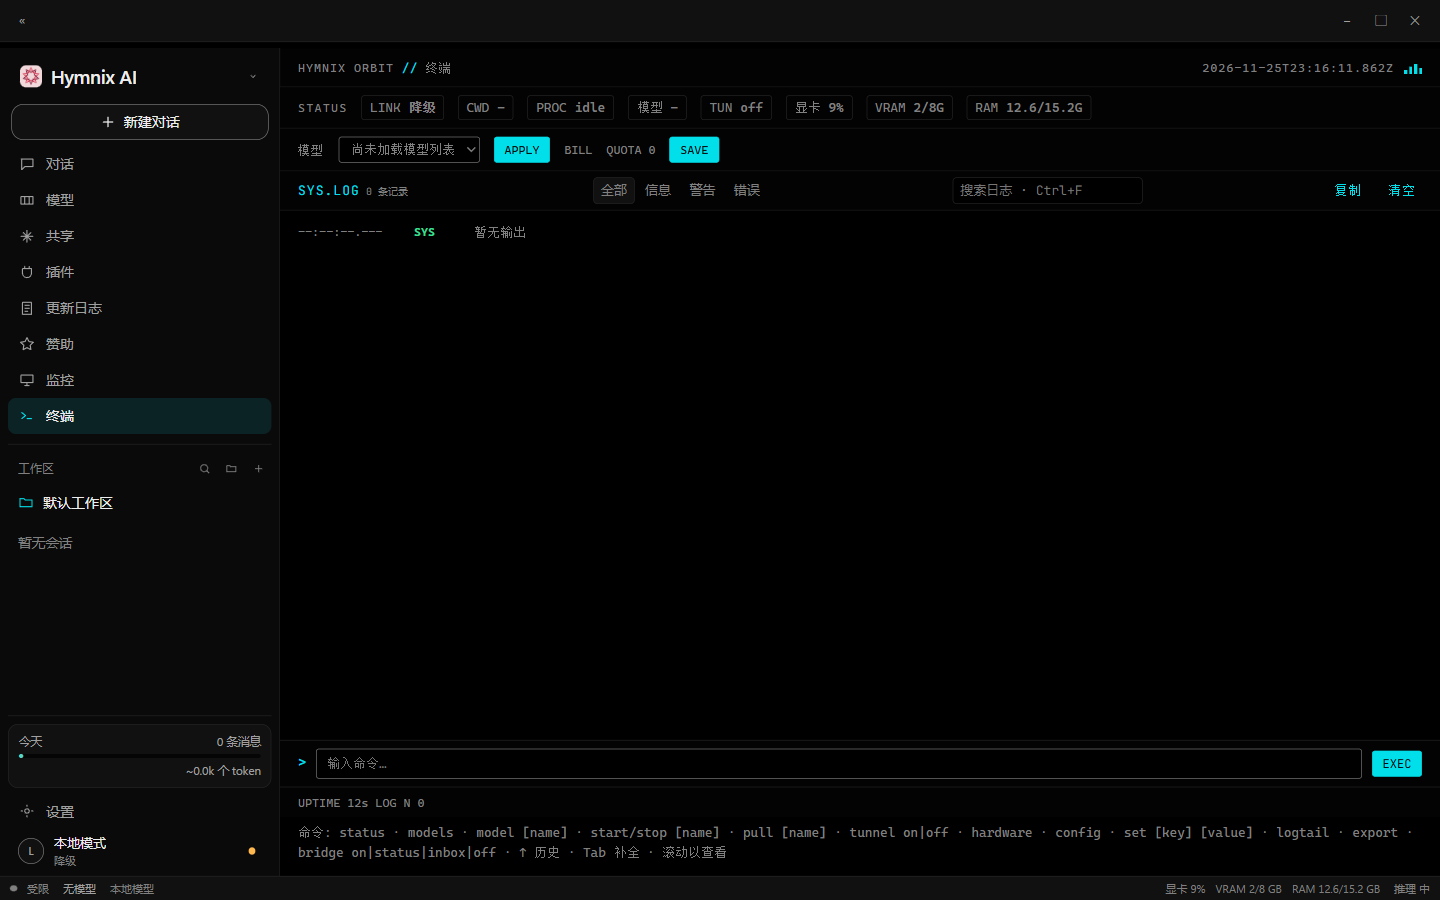 «
Hymnix AI
+ 新建对话
对话
模型
共享
插件
更新日志
赞助
监控
终端
工作区
默认工作区
暂无会话
今天 0 条消息
~0.0k 个 token
设置
L 本地模式
降级
HYMNIX ORBIT // 终端 2026-11-25T23:16:11.862Z
STATUS LINK 降级 CWD — PROC idle 模型 — TUN off 显卡 9% VRAM 2/8G RAM 12.6/15.2G
模型 尚未加载模型列表 APPLY BILL QUOTA 0 SAVE
SYS.LOG 0 条记录 全部 信息 警告 错误 搜索日志 · Ctrl+F 复制 清空
--:--:--.--- SYS 暂无输出
> 输入命令… EXEC
UPTIME 12s LOG N 0
命令: status · models · model [name] · start/stop [name] · pull [name] · tunnel on|off · hardware · config · set [key] [value] · logtail · export ·
bridge on|status|inbox|off · ↑ 历史 · Tab 补全 · 滚动以查看
受限 无模型 本地模型 显卡 9% VRAM 2/8 GB RAM 12.6/15.2 GB 推理 中